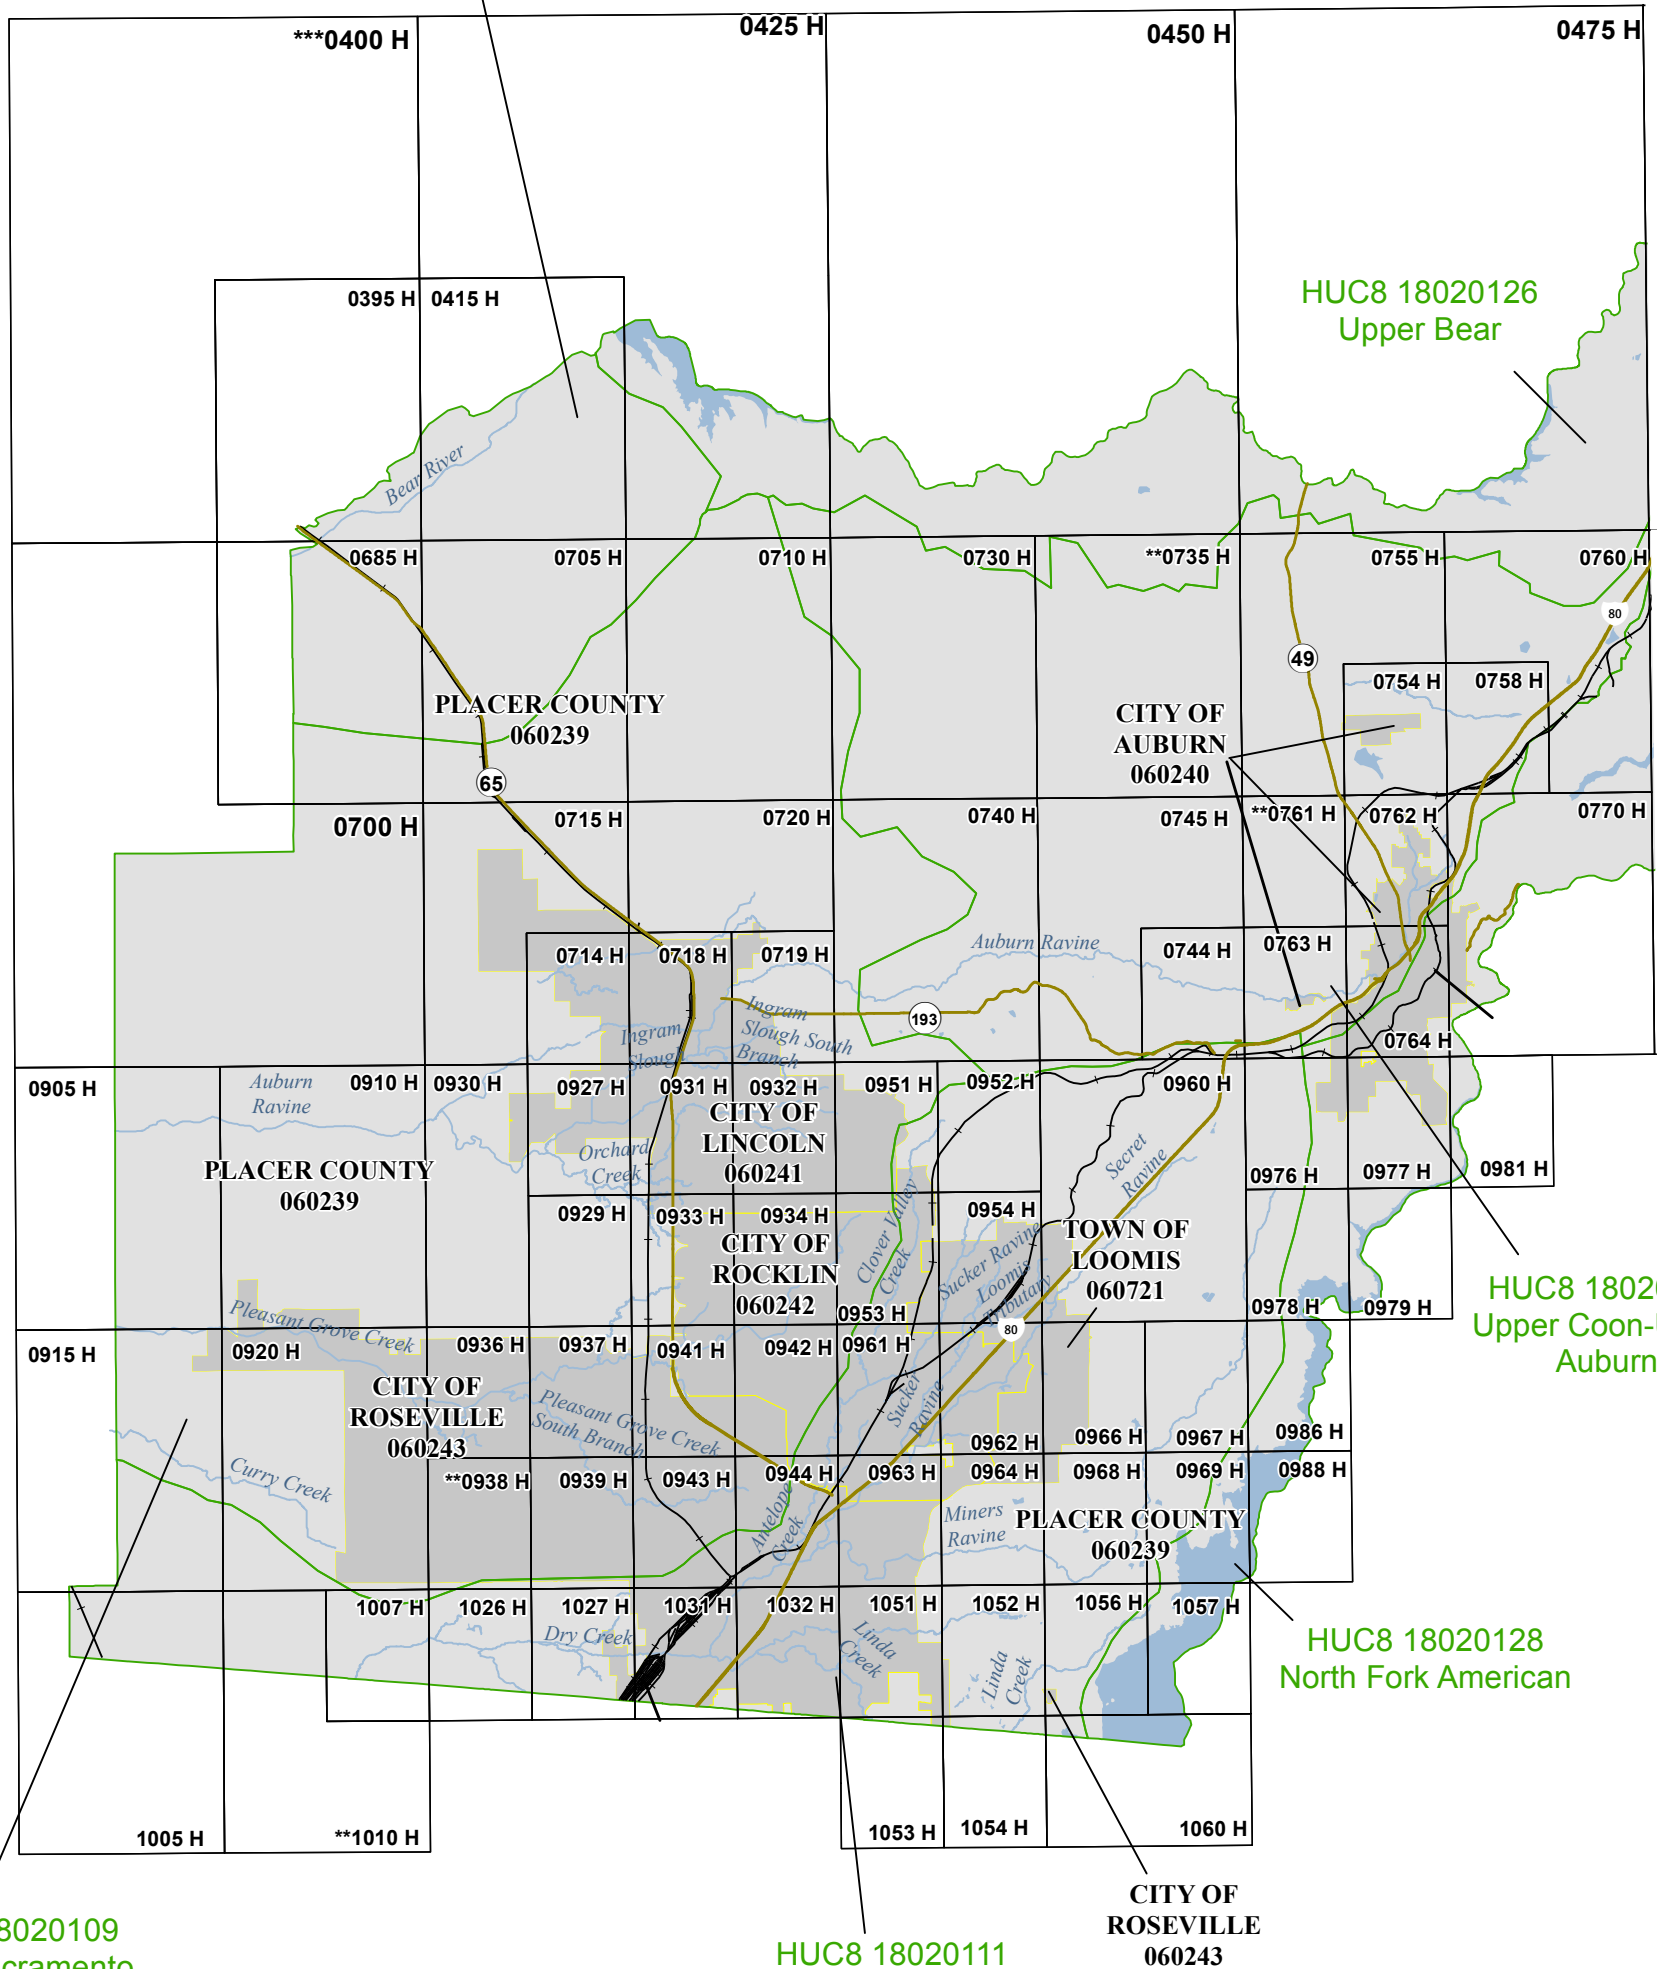 ***0400 H
0425 H
0450 H
0475 H
0395 H
0415 H
HUC8 18020126
Upper Bear
Bear River
0685 H
0705 H
0710 H
0730 H
**0735 H
0755 H
0760 H
80
49
0754 H
0758 H
PLACER COUNTY
060239
CITY OF
AUBURN
060240
65
0700 H
0715 H
0720 H
0740 H
0745 H
**0761 H
0762 H
0770 H
0714 H
0718 H
0719 H
Auburn Ravine
0744 H
0763 H
Ingram
Slough
Ingram
Slough South
Branch
193
0764 H
0905 H
Auburn
Ravine
0910 H
0930 H
0927 H
0931 H
0932 H
0951 H
0952 H
0960 H
CITY OF
LINCOLN
060241
Orchard
Creek
PLACER COUNTY
060239
Secret
Ravine
0976 H
0977 H
0981 H
0929 H
0933 H
0934 H
0954 H
CITY OF
ROCKLIN
060242
Clover Valley
Creek
Sucker Ravine
Loomis
Tributary
TOWN OF
LOOMIS
060721
0953 H
0978 H
0979 H
HUC8 1802
Upper Coon-
Auburn
Pleasant Grove Creek
80
0915 H
0920 H
0936 H
0937 H
0941 H
0942 H
0961 H
CITY OF
ROSEVILLE
060243
Pleasant Grove Creek
South Branch
Sucker
Ravine
0962 H
0966 H
0967 H
0986 H
Curry Creek
**0938 H
0939 H
0943 H
0944 H
0963 H
0964 H
0968 H
0969 H
0988 H
Antelope
Creek
Miners
Ravine
PLACER COUNTY
060239
1007 H
1026 H
1027 H
1031 H
1032 H
1051 H
1052 H
1056 H
1057 H
Dry Creek
Linda
Creek
Linda
Creek
HUC8 18020128
North Fork American
1005 H
**1010 H
1053 H
1054 H
1060 H
CITY OF
ROSEVILLE
060243
8020109
cramento
HUC8 18020111